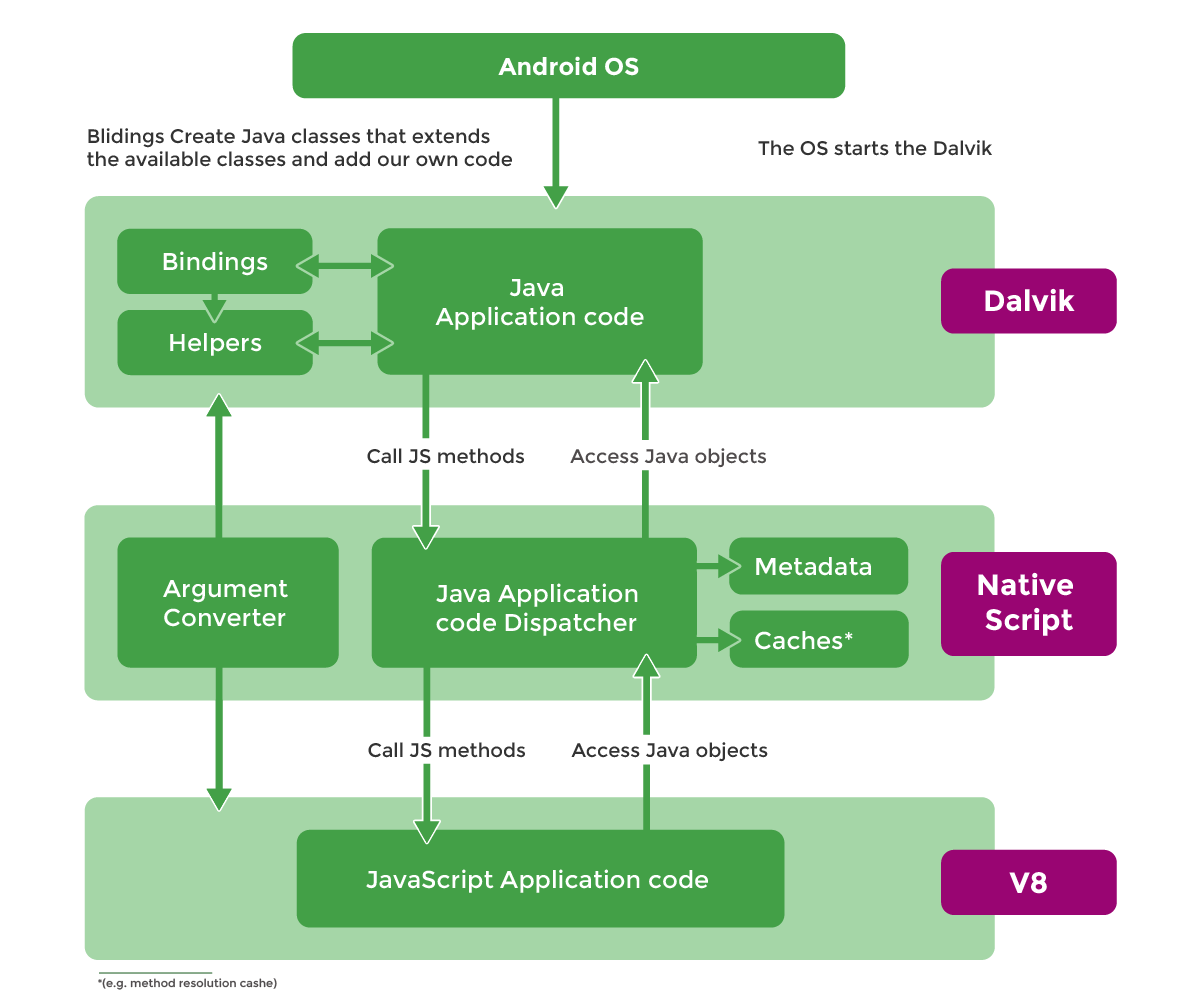 Android OS
Blidings Create Java classes that extends
the available classes and add our own code
The OS starts the Dalvik
Bindings
Java
Application code
Dalvik
Helpers
Call JS methods
Access Java objects
Argument
Converter
Java Application
code Dispatcher
Metadata
Caches*
Native
Script
Call JS methods
Access Java objects
JavaScript Application code
V8
*(e.g. method resolution cashe)